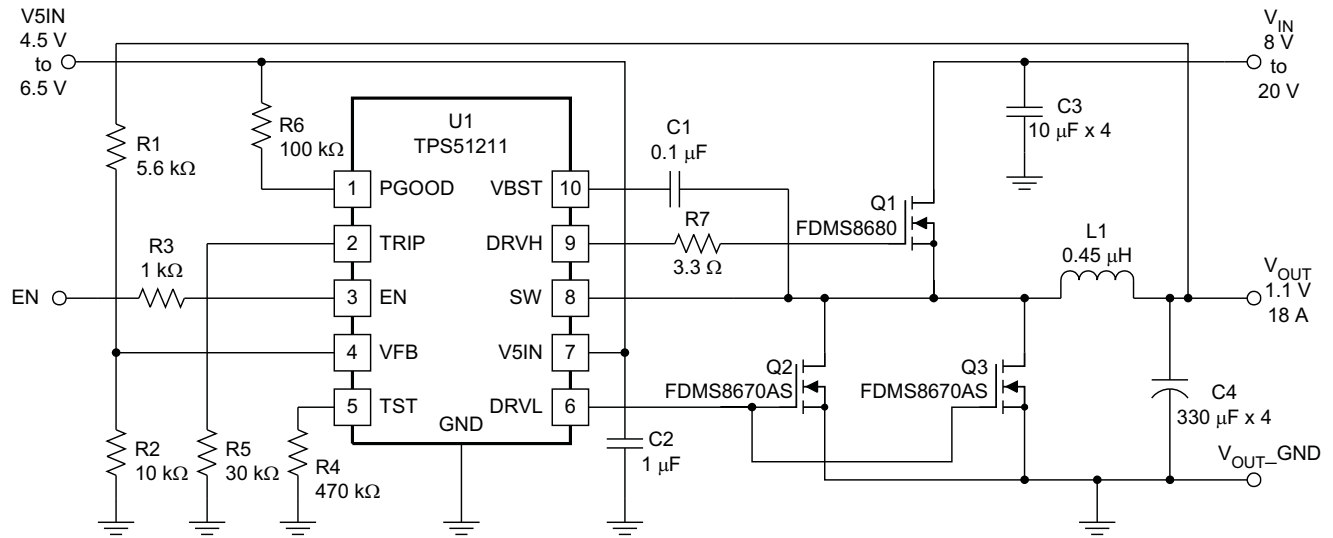 V5IN
4.5 V
to
6.5 V
VIN
8 V
to
20 V
R1
5.6 kΩ
R6
100 kΩ
U1
TPS51211
C1
0.1 μF
C3
10 μF x 4
1 PGOOD
VBST 10
Q1
FDMS8680
R7
3.3 Ω
2 TRIP
DRVH 9
R3
1 kΩ
L1
0.45 μH
EN
3 EN
SW 8
VOUT
1.1 V
18 A
4 VFB
V5IN 7
Q2
FDMS8670AS
Q3
FDMS8670AS
5 TST
DRVL 6
GND
C4
330 μF x 4
R2
10 kΩ
R5
30 kΩ
R4
470 kΩ
C2
1 μF
VOUT_GND